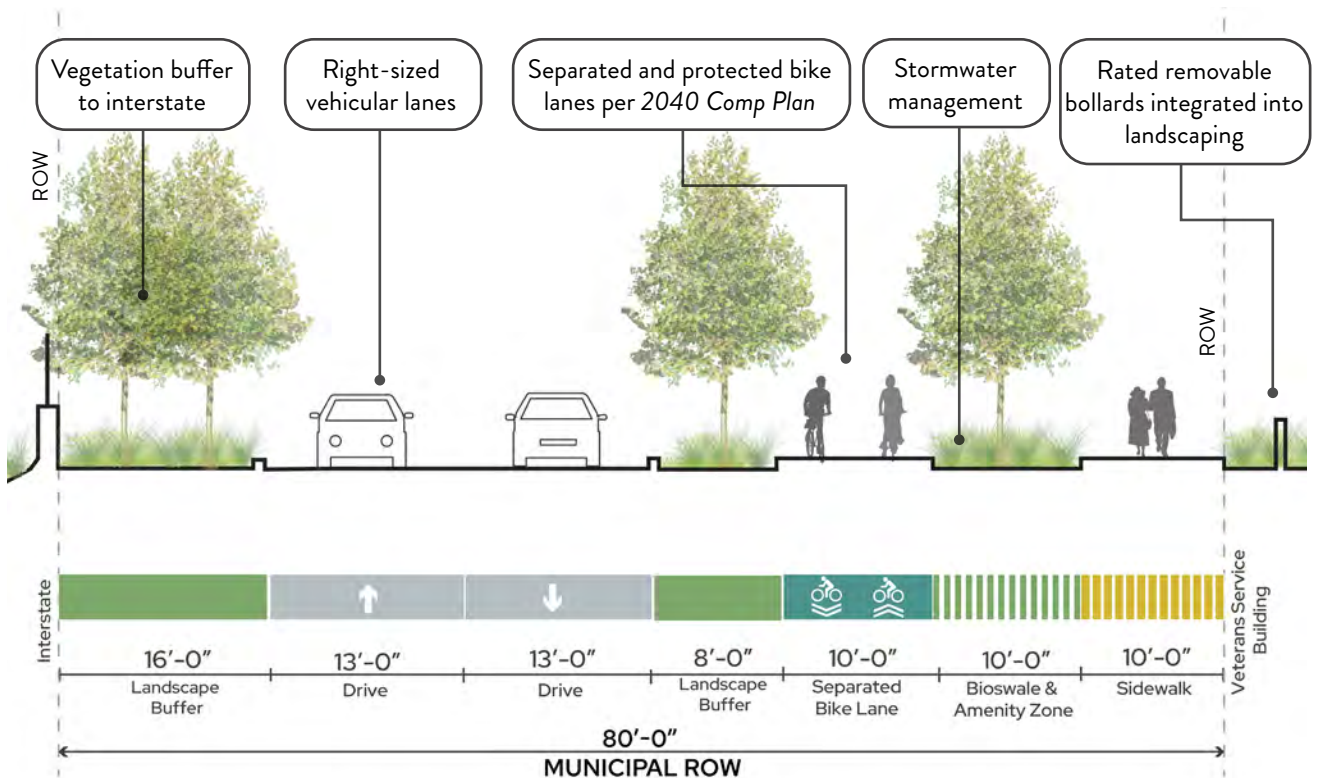 Vegetation buffer
to interstate
Right-sized
vehicular lanes
Separated and protected bike
lanes per 2040 Comp Plan
Stormwater
management
Rated removable
bollards integrated into
landscaping
ROW
ROW
Interstate
16'-0"
Landscape
Buffer
13'-0"
Drive
13'-0"
Drive
8'-0"
Landscape
Buffer
10'-0"
Separated
Bike Lane
10'-0"
Bioswale &
Amenity Zone
10'-0"
Sidewalk
Veterans Service
Building
80'-0"
MUNICIPAL ROW